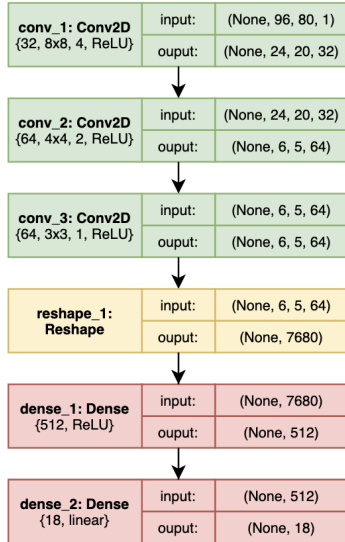 conv_1: Conv2D
{32, 8x8, 4, ReLU}
input:
(None, 96, 80, 1)
ouput:
(None, 24, 20, 32)
conv_2: Conv2D
{64, 4x4, 2, ReLU}
input:
(None, 24, 20, 32)
ouput:
(None, 6, 5, 64)
conv_3: Conv2D
{64, 3x3, 1, ReLU}
input:
(None, 6, 5, 64)
ouput:
(None, 6, 5, 64)
reshape_1:
Reshape
input:
(None, 6, 5, 64)
ouput:
(None, 7680)
dense_1: Dense
{512, ReLU}
input:
(None, 7680)
ouput:
(None, 512)
dense_2: Dense
{18, linear}
input:
(None, 512)
ouput:
(None, 18)